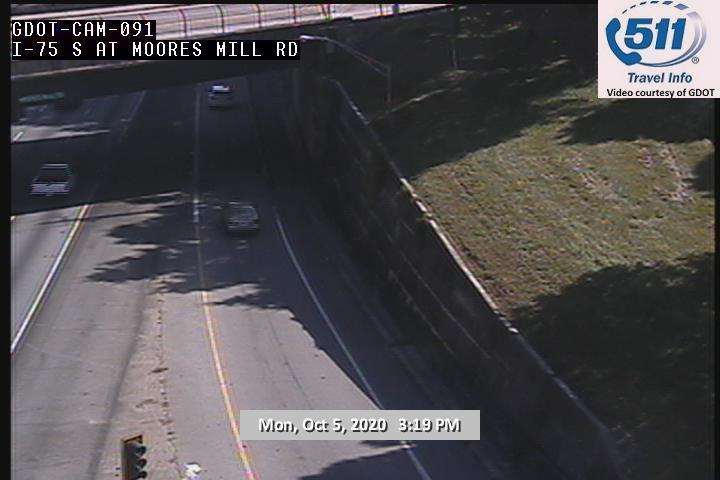 GDOT-CAM-091
I-75 S AT MOORES MILL RD
511
®
Travel Info
Video courtesy of GDOT
Mon, Oct 5, 2020 3:19 PM